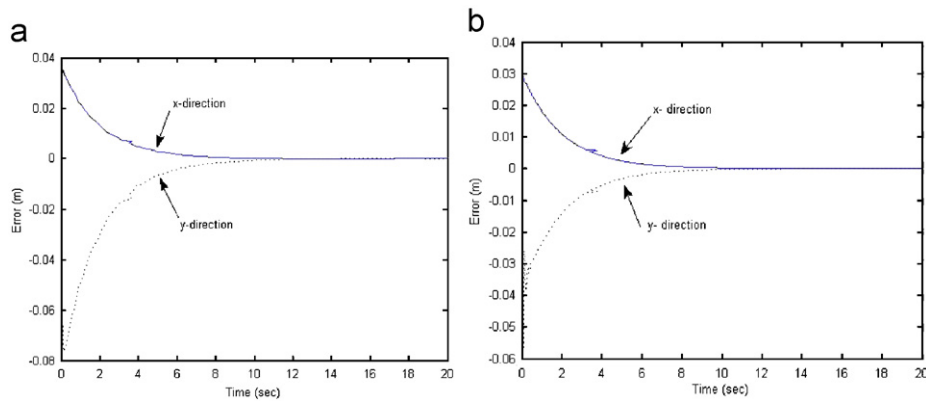 a
0.04
0.02
0
-0.02
-0.04
-0.06
-0.08
Error (m)
x-direction
y-direction
0 2 4 6 8 10 12 14 16 18 20
Time (sec)
b
0.04
0.03
0.02
0.01
0
-0.01
-0.02
-0.03
-0.04
-0.05
-0.06
Error (m)
x- direction
y- direction
0 2 4 6 8 10 12 14 16 18 20
Time (sec)